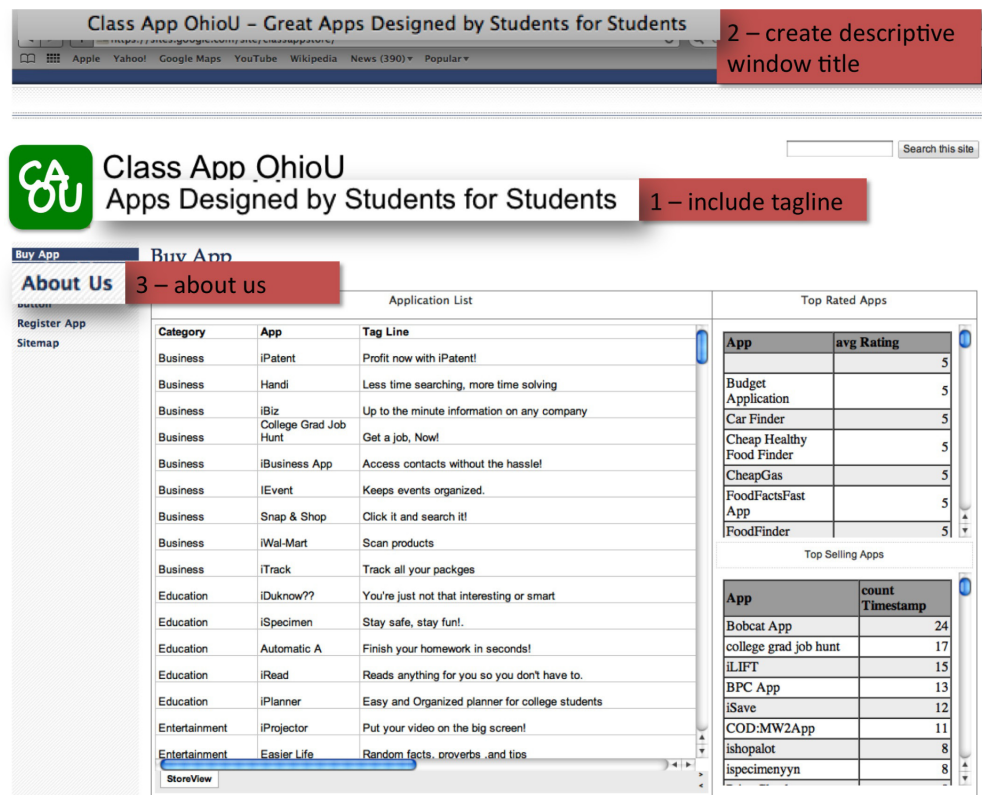 Class App OhioU – Great Apps Designed by Students for Students
2 – create descriptive
window title
https://sites.google.com/site/classappstore/
Apple Yahoo! Google Maps YouTube Wikipedia News (390) Popular
Search this site
CA
OU
Class App OhioU
Apps Designed by Students for Students
1 – include tagline
Buy App
Buy App
About Us
3 – about us
Button
Register App
Sitemap
Application List
Category App Tag Line
Business iPatent Profit now with iPatent!
Business Handi Less time searching, more time solving
Business iBiz Up to the minute information on any company
College Grad Job
Business Hunt Get a job, Now!
Business iBusiness App Access contacts without the hassle!
Business IEvent Keeps events organized.
Business Snap & Shop Click it and search it!
Business iWal-Mart Scan products
Business iTrack Track all your packges
Education iDuknow?? You're just not that interesting or smart
Education iSpecimen Stay safe, stay fun!.
Education Automatic A Finish your homework in seconds!
Education iRead Reads anything for you so you don't have to.
Education iPlanner Easy and Organized planner for college students
Entertainment iProjector Put your video on the big screen!
Entertainment Easier Life Random facts, proverbs ,and tips
StoreView
Top Rated Apps
App avg Rating
5
Budget
Application 5
Car Finder 5
Cheap Healthy
Food Finder 5
CheapGas 5
FoodFactsFast
App 5
FoodFinder 5
Top Selling Apps
App count
Timestamp
Bobcat App 24
college grad job hunt 17
iLIFT 15
BPC App 13
iSave 12
COD:MW2App 11
ishopalot 8
ispecimenyyn 8